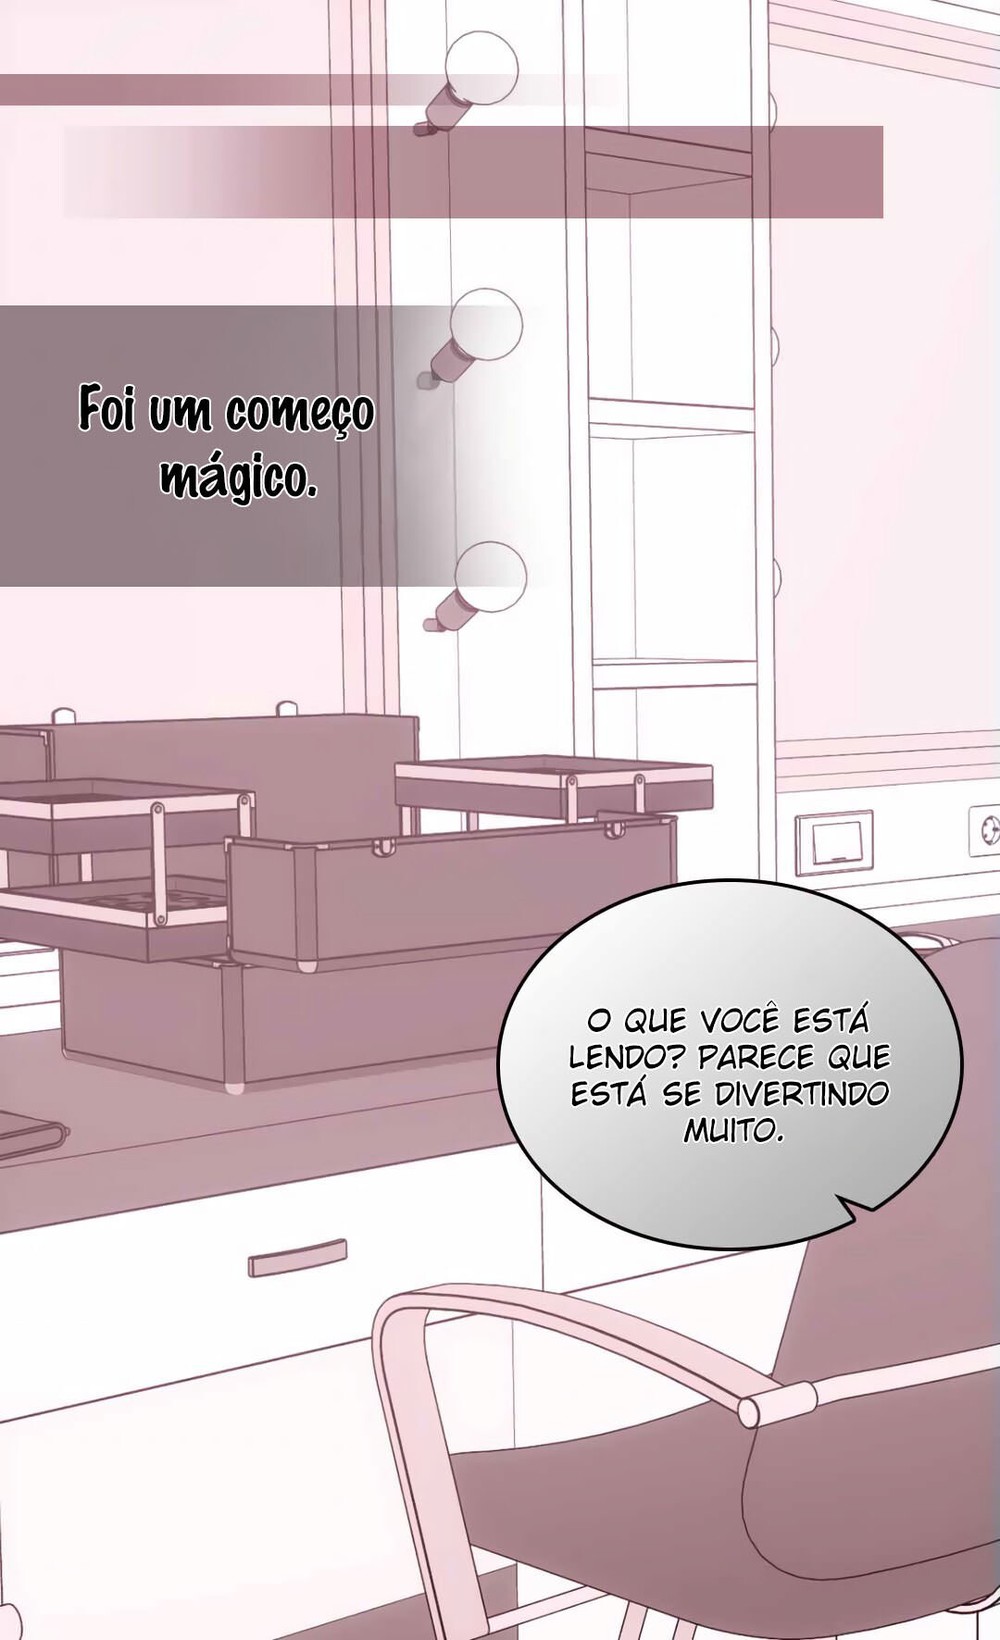 Foi um começo
mágico.
O QUE VOCÊ ESTÁ
LENDO? PARECE QUE
ESTÁ SE DIVERTINDO
MUITO.